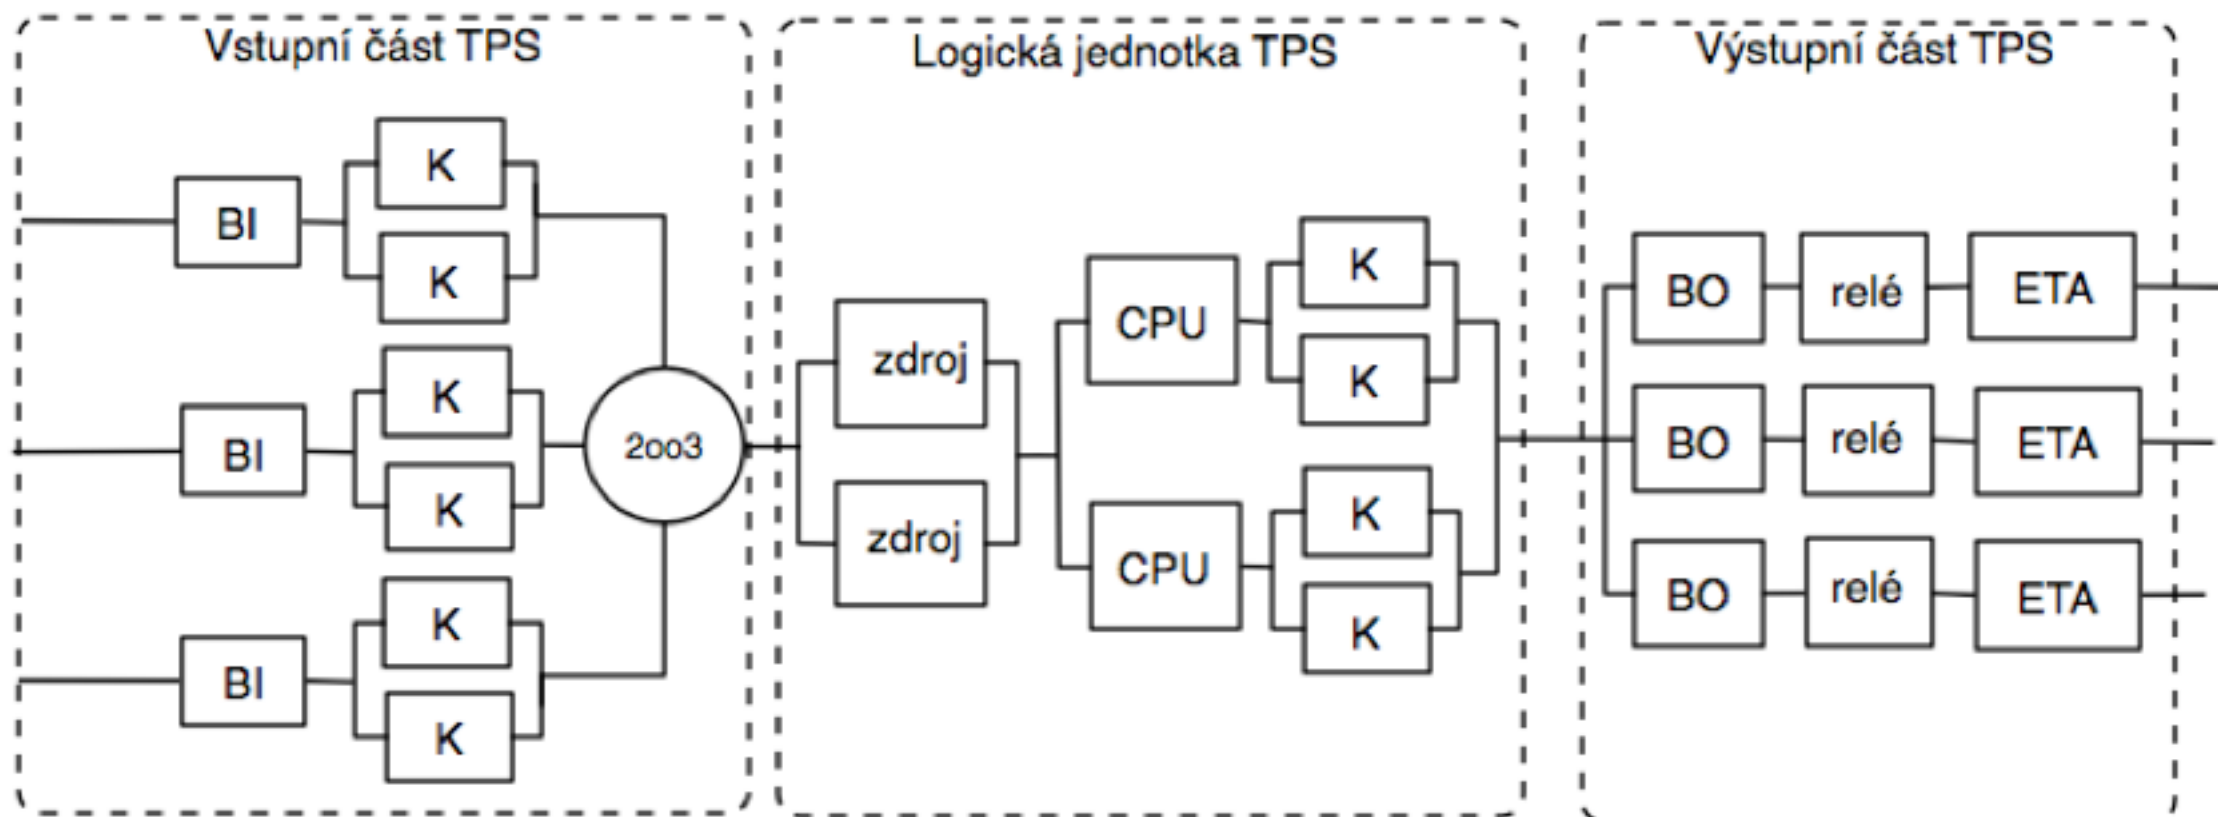 Vstupní část TPS
BI
K
K
BI
K
K
BI
K
K
2oo3
Logická jednotka TPS
zdroj
zdroj
CPU
K
K
CPU
K
K
Výstupní část TPS
BO relé ETA
BO relé ETA
BO relé ETA